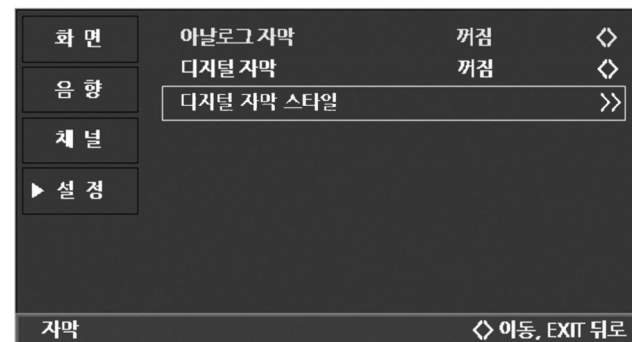 화 면
음 향
채 널
▶ 설 정
아날로그 자막 꺼짐 <>
디지털 자막 꺼짐 <>
디지털 자막 스타일 >>
자막 <> 이동, EXIT 뒤로